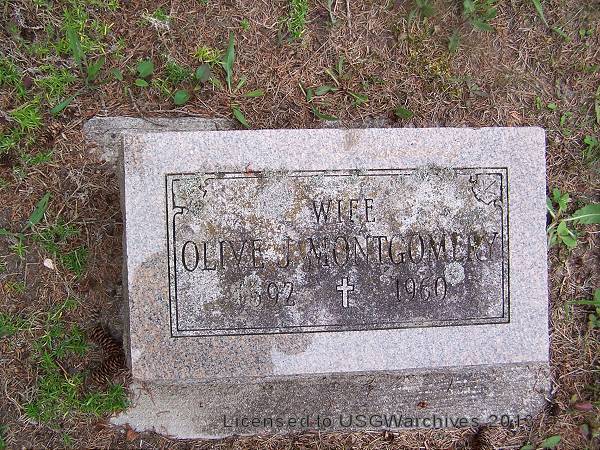 WIFE
OLIVE J. MONTGOMERY
1892 1960
Licensed to USGWarchives 2013